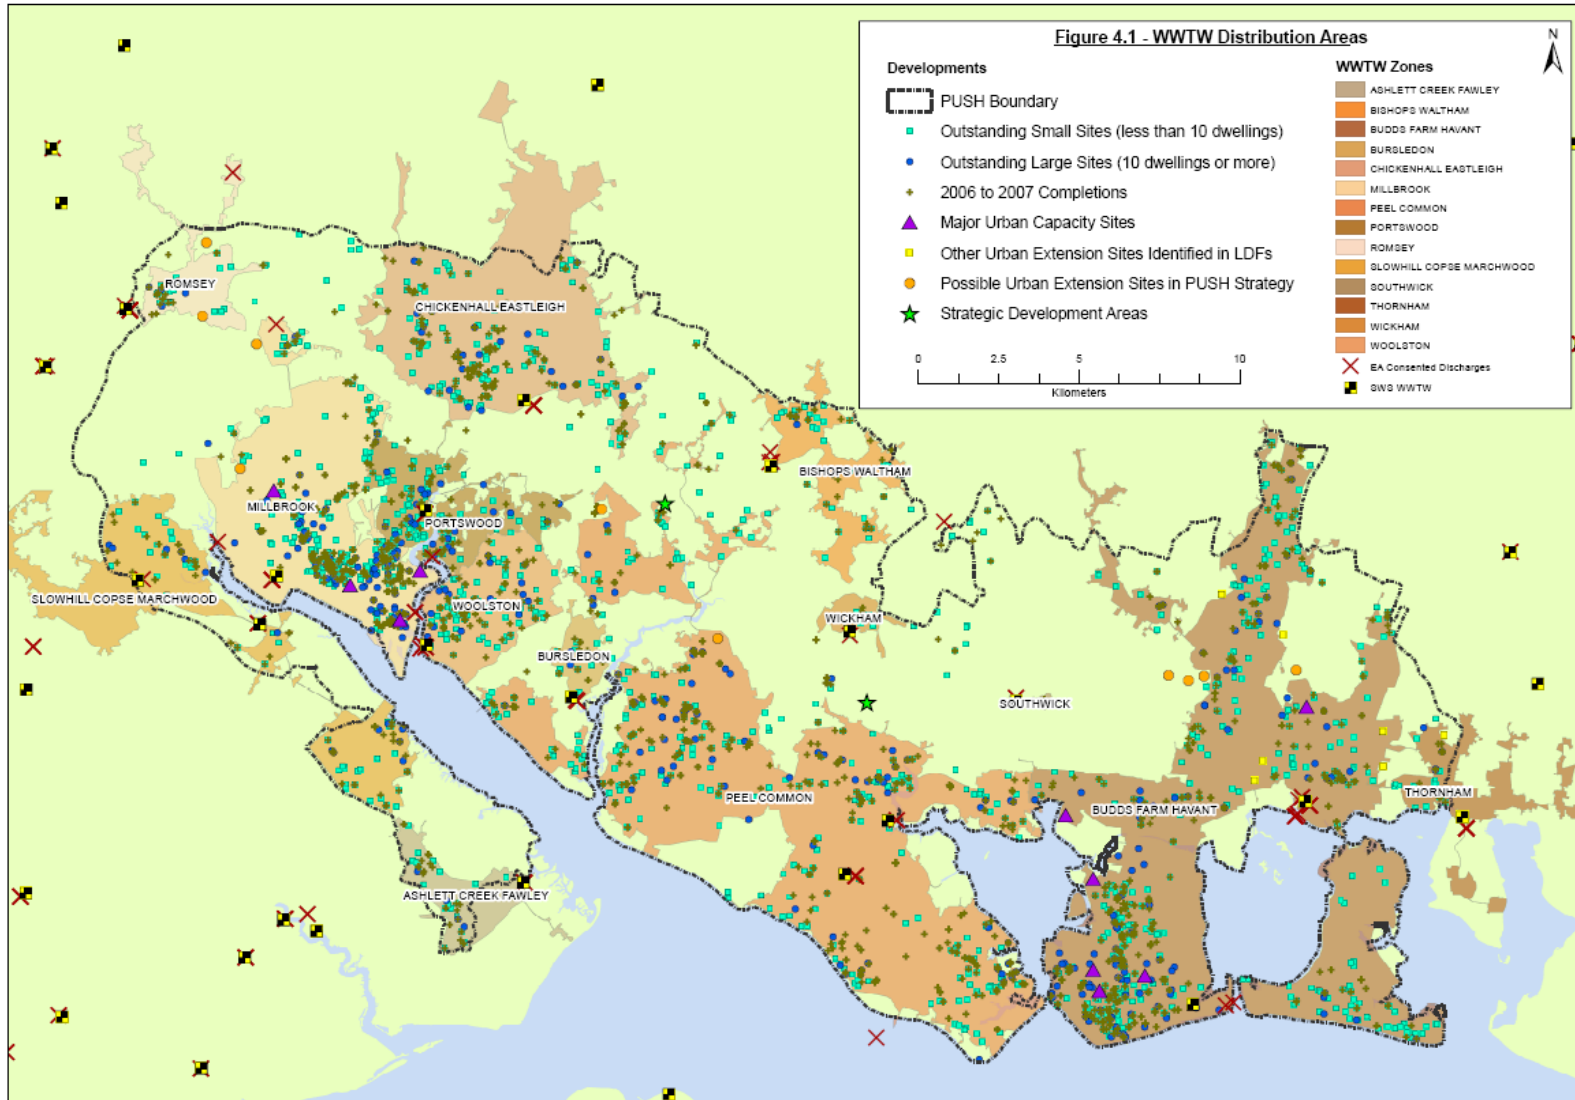 Figure 4.1 - WWTW Distribution Areas
N
Developments
PUSH Boundary
Outstanding Small Sites (less than 10 dwellings)
Outstanding Large Sites (10 dwellings or more)
2006 to 2007 Completions
Major Urban Capacity Sites
Other Urban Extension Sites Identified in LDFs
Possible Urban Extension Sites in PUSH Strategy
Strategic Development Areas
0 2.5 5 10
Kilometers
WWTW Zones
ASHLETT CREEK FAWLEY
BISHOPS WALTHAM
BUDDS FARM HAVANT
BURSLEDON
CHICKENHALL EASTLEIGH
MILLBROOK
PEEL COMMON
PORTSWOOD
ROMSEY
SLOWHILL COPSE MARCHWOOD
SOUTHWICK
THORNHAM
WICKHAM
WOOLSTON
EA Consented Discharges
SWS WWTW
ROMSEY
CHICKENHALL EASTLEIGH
BISHOPS WALTHAM
MILLBROOK
PORTSWOOD
SLOWHILL COPSE MARCHWOOD
WOOLSTON
WICKHAM
BURSLEDON
SOUTHWICK
PEEL COMMON
BUDDS FARM HAVANT
THORNHAM
ASHLETT CREEK FAWLEY